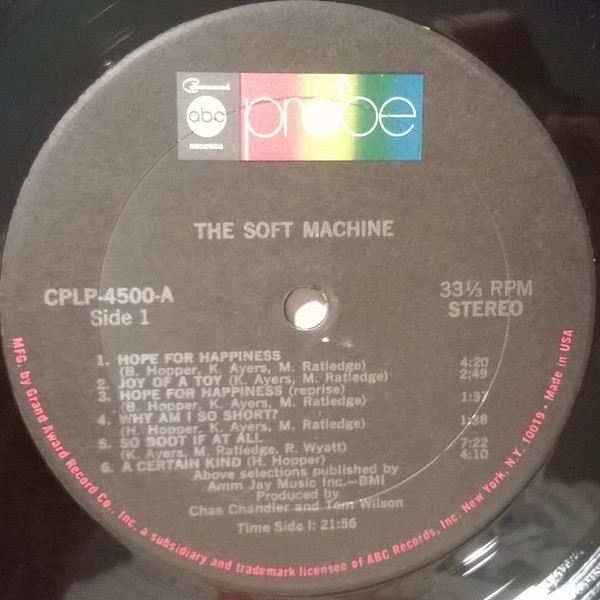 Command
abc
RECORDS
probe
THE SOFT MACHINE
CPLP-4500-A
Side 1
33⅓ RPM
STEREO
1. HOPE FOR HAPPINESS
(B. Hopper, K. Ayers, M. Ratledge) 4:20
2. JOY OF A TOY (K. Ayers, M. Ratledge) 2:49
3. HOPE FOR HAPPINESS (reprise)
(B. Hopper, K. Ayers, M. Ratledge) 1:37
4. WHY AM I SO SHORT?
(H. Hopper, K. Ayers, M. Ratledge) 1:38
5. SO BOOT IF AT ALL
(K. Ayers, M. Ratledge, R. Wyatt) 7:22
6. A CERTAIN KIND (H. Hopper) 4:10
Above selections published by
Amm Jay Music Inc.—BMI
Produced by
Chas Chandler and Tom Wilson
Time Side I: 21:56
MFG. by Grand Award Record Co., Inc. a subsidiary and trademark licensee of ABC Records, Inc. New York, N.Y. 10019 • Made in USA